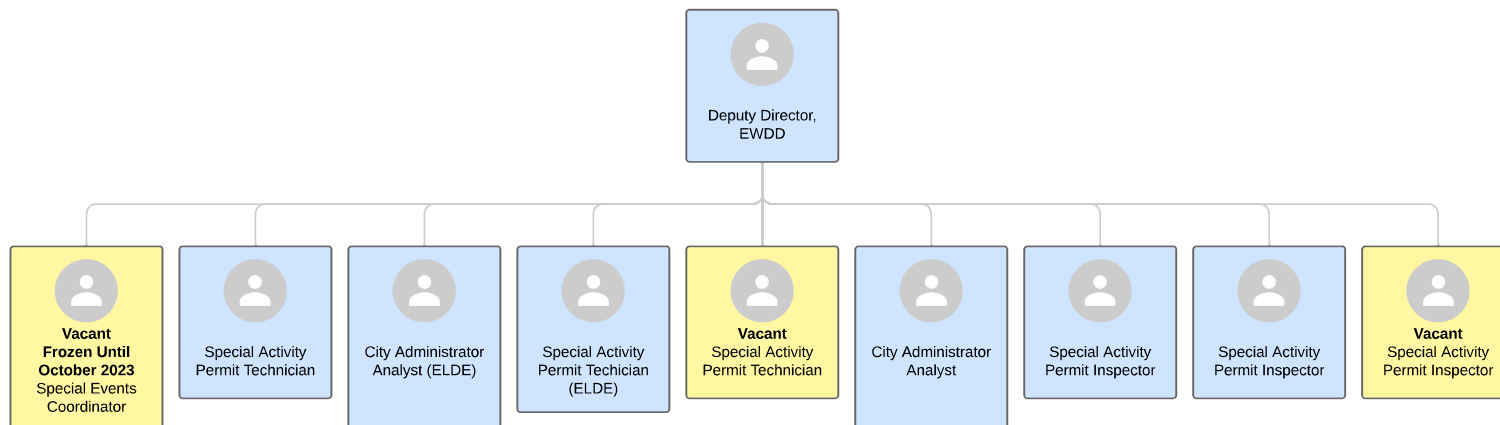 Deputy Director,
EWDD
Vacant
Frozen Until
October 2023
Special Events
Coordinator
Special Activity
Permit Technician
City Administrator
Analyst (ELDE)
Special Activity
Permit Techician
(ELDE)
Vacant
Special Activity
Permit Technician
City Administrator
Analyst
Special Activity
Permit Inspector
Special Activity
Permit Inspector
Vacant
Special Activity
Permit Inspector